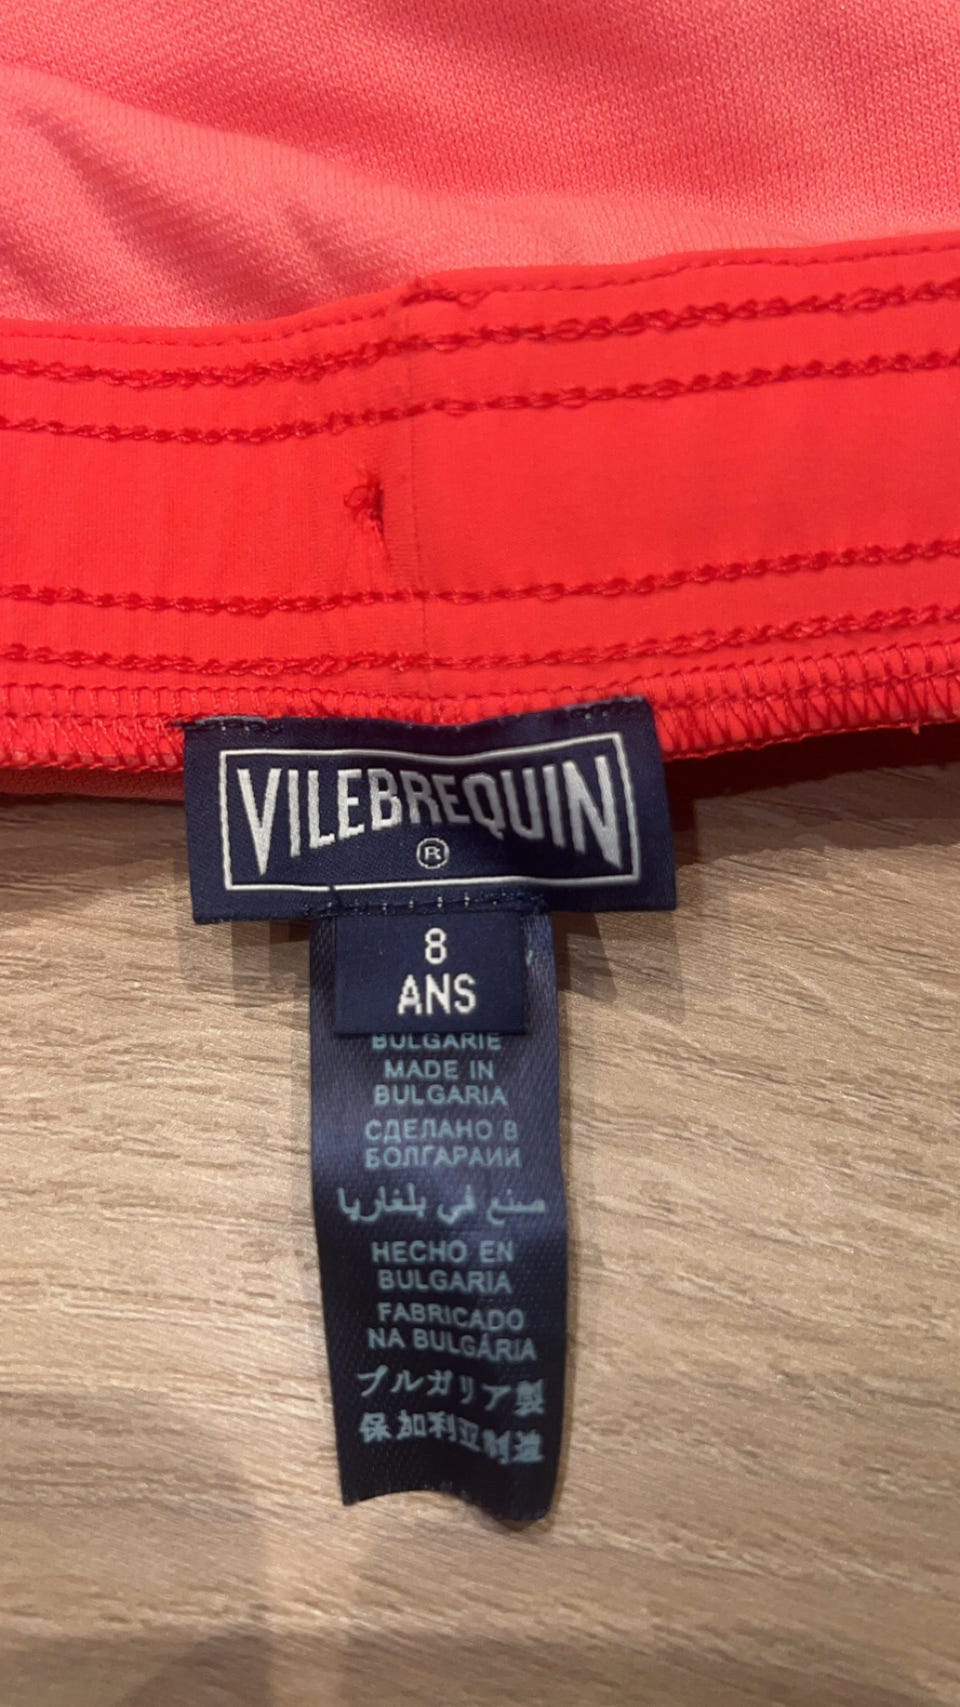 VILEBREQUIN
®
8
ANS
BULGARIE
MADE IN
BULGARIA
СДЕЛАНО В
БОЛГАРАИИ
صنع في بلغاريا
HECHO EN
BULGARIA
FABRICADO
NA BULGÁRIA
ブルガリア製
保加利亚制造